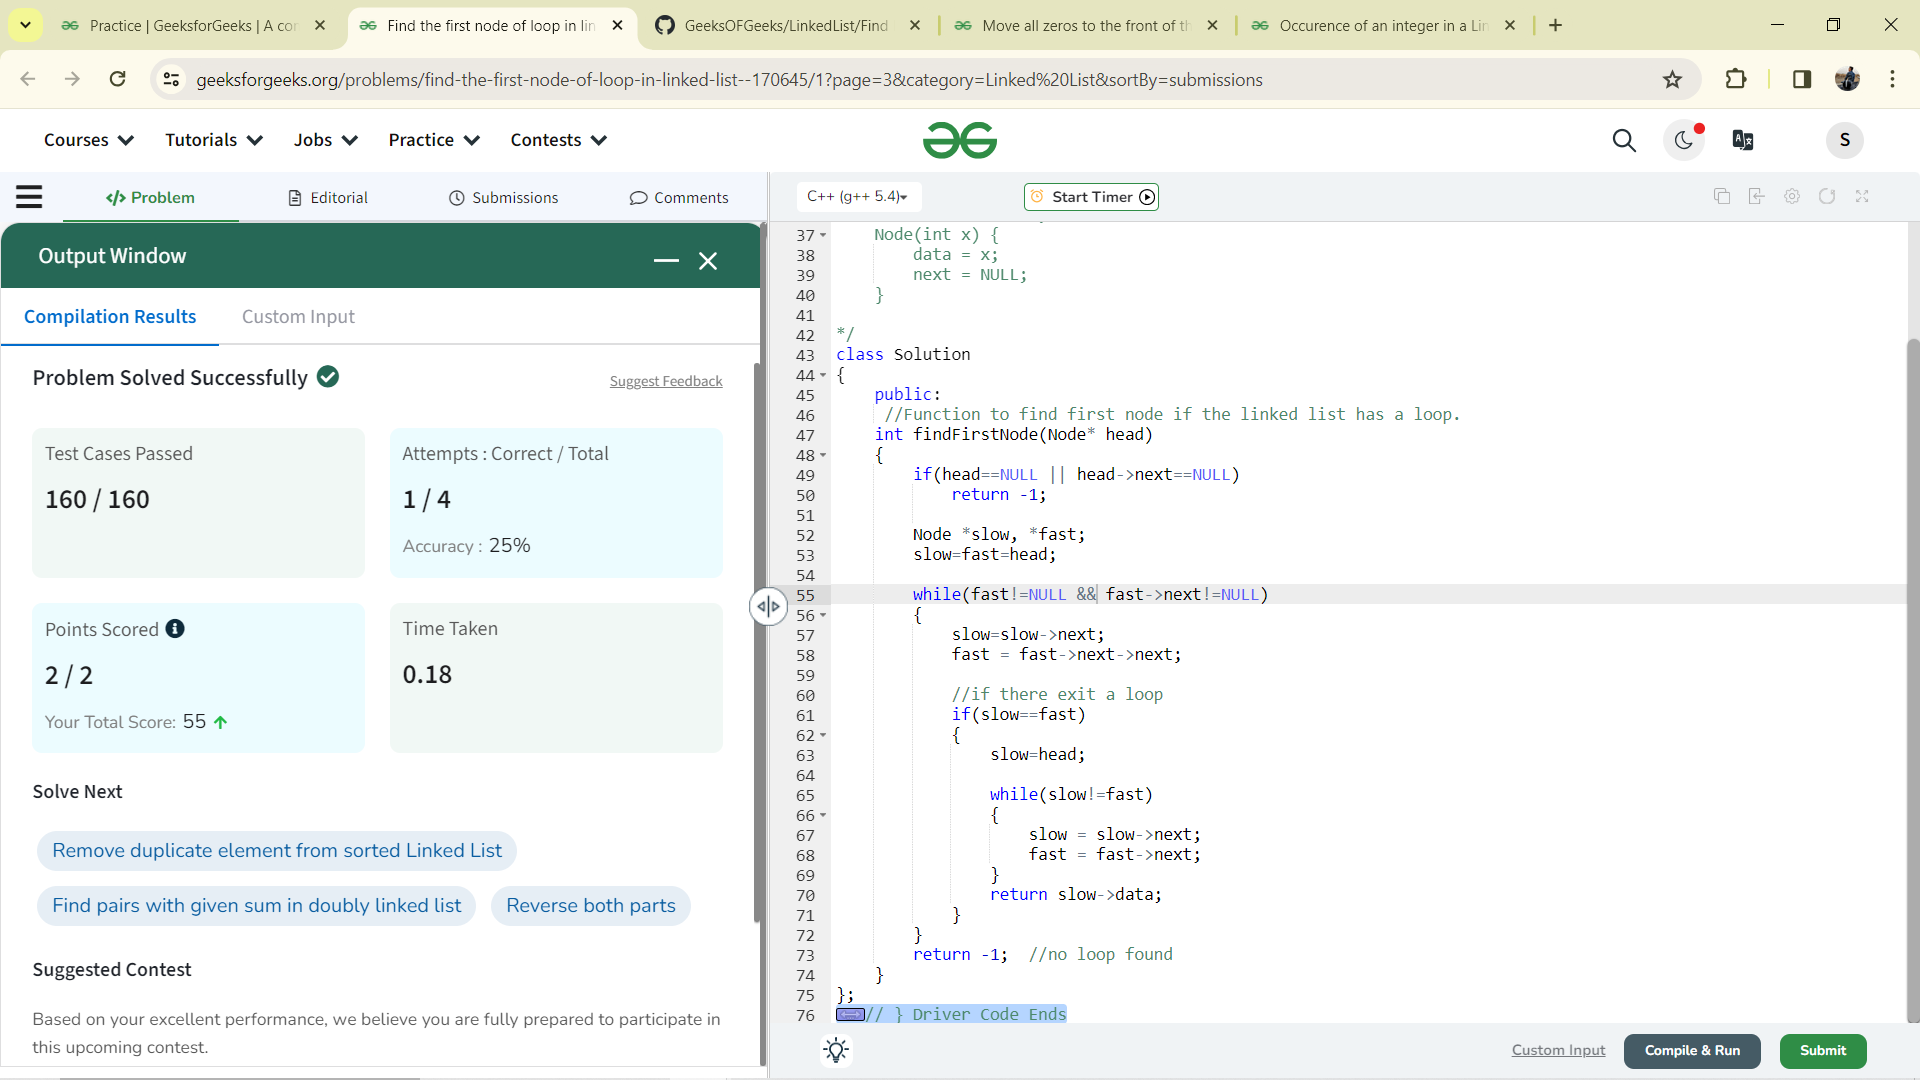 Practice | GeeksforGeeks | A co
Find the first node of loop in lin
GeeksOFGeeks/LinkedList/Find
Move all zeros to the front of th
Occurence of an integer in a Lin
geeksforgeeks.org/problems/find-the-first-node-of-loop-in-linked-list--170645/1?page=3&category=Linked%20List&sortBy=submissions
Courses
Tutorials
Jobs
Practice
Contests
S
</> Problem
Editorial
Submissions
Comments
C++ (g++ 5.4)
Start Timer
Output Window
Compilation Results
Custom Input
Problem Solved Successfully
Suggest Feedback
Test Cases Passed
160 / 160
Attempts : Correct / Total
1 / 4
Accuracy : 25%
Points Scored
2 / 2
Your Total Score: 55
Time Taken
0.18
Solve Next
Remove duplicate element from sorted Linked List
Find pairs with given sum in doubly linked list
Reverse both parts
Suggested Contest
Based on your excellent performance, we believe you are fully prepared to participate in
this upcoming contest.
37     Node(int x) {
38         data = x;
39         next = NULL;
40     }
41
42 */
43 class Solution
44 {
45     public:
46      //Function to find first node if the linked list has a loop.
47     int findFirstNode(Node* head)
48     {
49         if(head==NULL || head->next==NULL)
50             return -1;
51
52         Node *slow, *fast;
53         slow=fast=head;
54
55         while(fast!=NULL && fast->next!=NULL)
56         {
57             slow=slow->next;
58             fast = fast->next->next;
59
60             //if there exit a loop
61             if(slow==fast)
62             {
63                 slow=head;
64
65                 while(slow!=fast)
66                 {
67                     slow = slow->next;
68                     fast = fast->next;
69                 }
70                 return slow->data;
71             }
72         }
73         return -1;  //no loop found
74     }
75 };
76 // } Driver Code Ends
Custom Input
Compile & Run
Submit